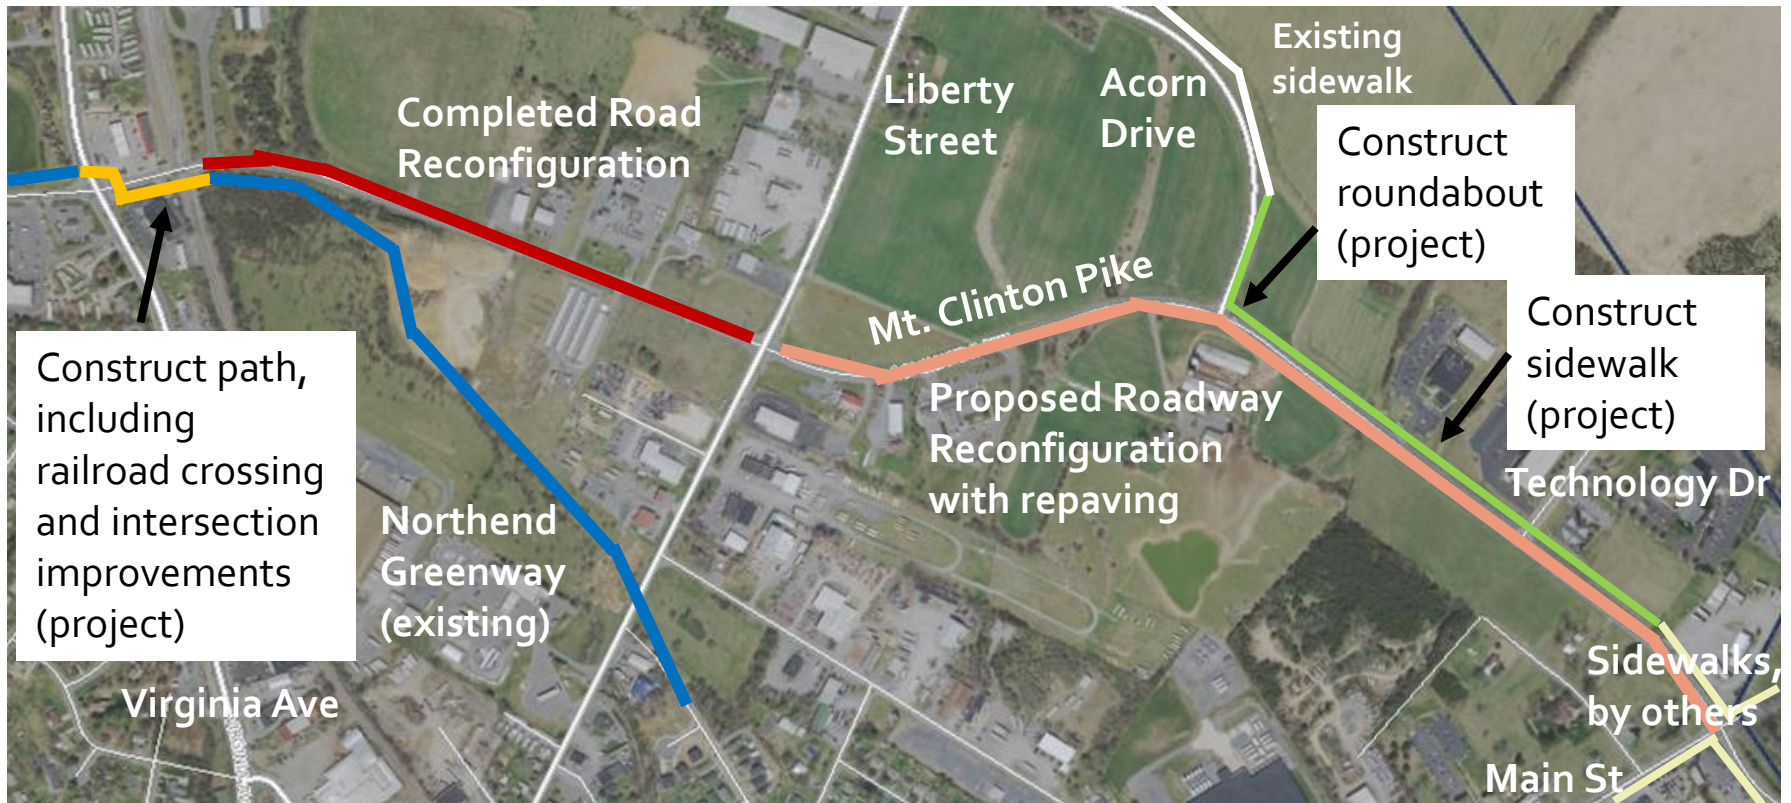 Existing
sidewalk
Liberty
Street
Acorn
Drive
Completed Road
Reconfiguration
Construct
roundabout
(project)
Mt. Clinton Pike
Construct
sidewalk
(project)
Construct path,
including
railroad crossing
and intersection
improvements
(project)
Proposed Roadway
Reconfiguration
with repaving
Technology Dr
Northend
Greenway
(existing)
Sidewalks,
by others
Virginia Ave
Main St